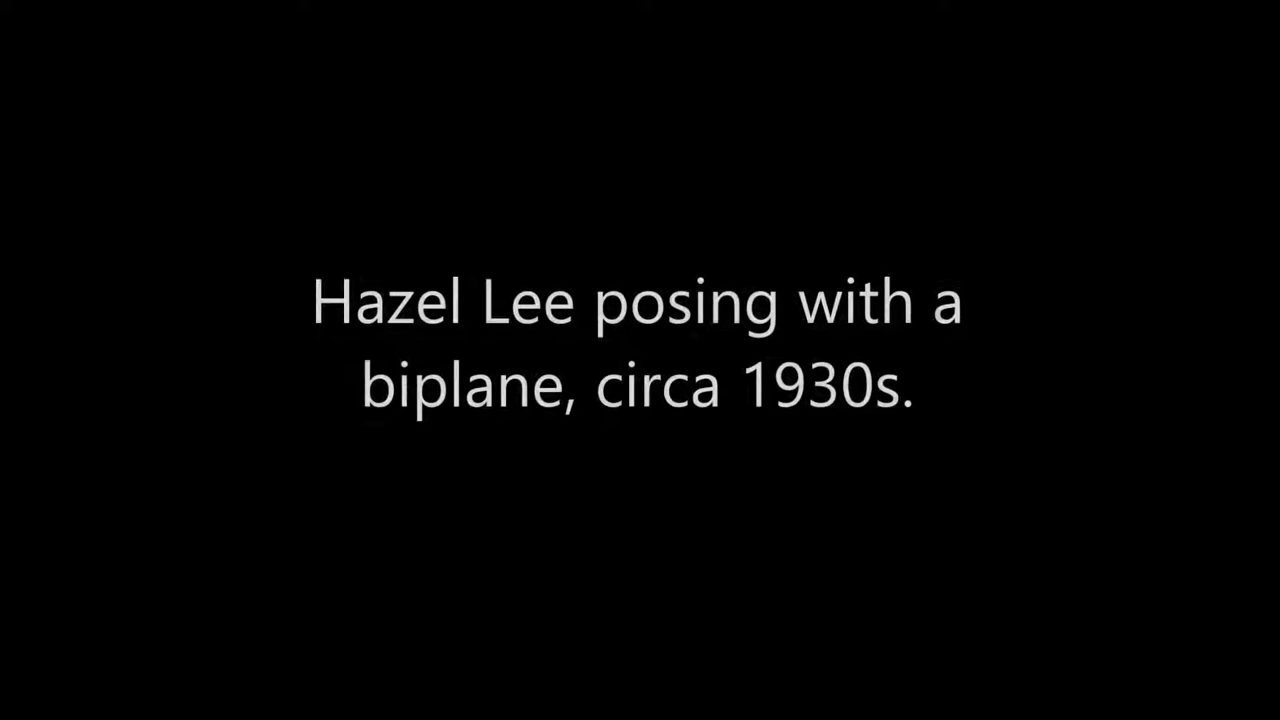 Hazel Lee posing with a
biplane, circa 1930s.